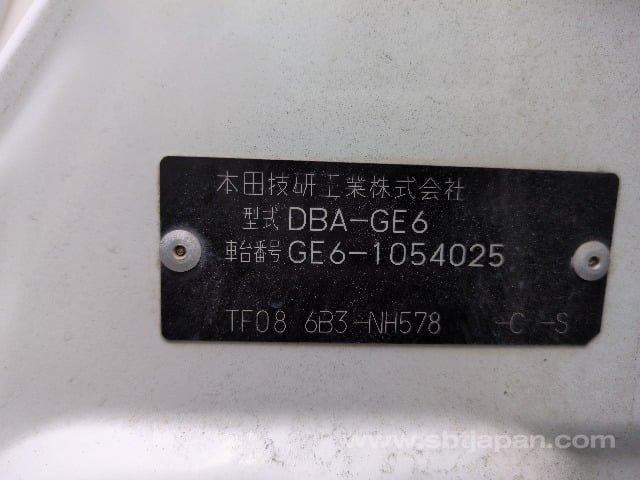 本田技研工業株式会社
型式 DBA-GE6
車台番号 GE6-1054025
TF08 6B3-NH578 -C -S
www.sbtjapan.com